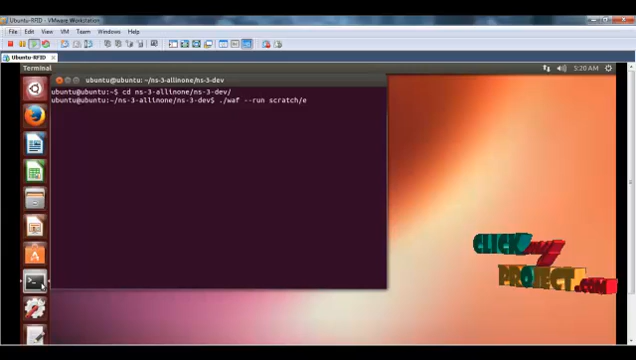 Ubuntu-RFID - VMware Workstation
File Edit View VM Team Windows Help
Ubuntu-RFID
Terminal
5:20 AM
ubuntu@ubuntu: ~/ns-3-allinone/ns-3-dev
ubuntu@ubuntu:~$ cd ns-3-allinone/ns-3-dev/
ubuntu@ubuntu:~/ns-3-allinone/ns-3-dev$ ./waf --run scratch/e
CLICK MY
PROJECT.COM